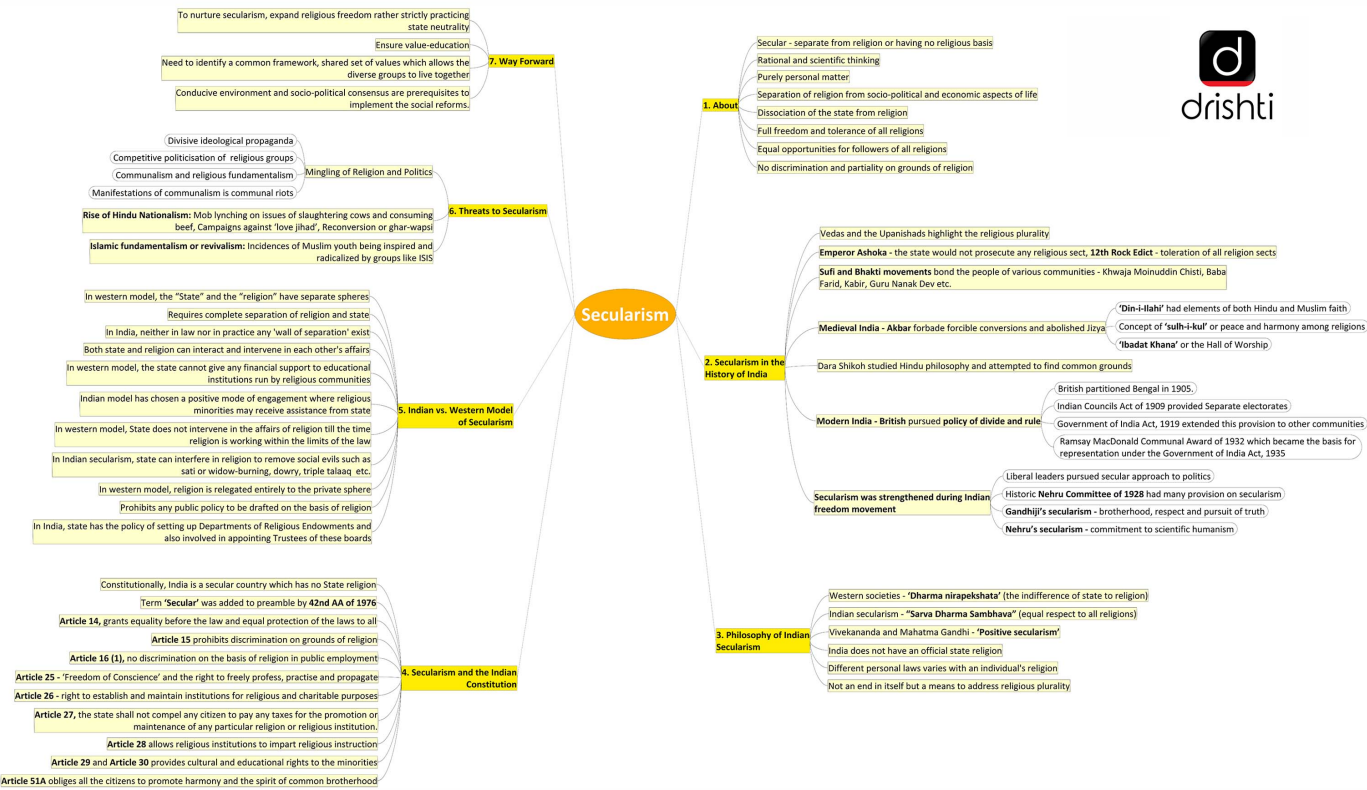 Secularism
drishti
1. About
Secular - separate from religion or having no religious basis
Rational and scientific thinking
Purely personal matter
Separation of religion from socio-political and economic aspects of life
Dissociation of the state from religion
Full freedom and tolerance of all religions
Equal opportunities for followers of all religions
No discrimination and partiality on grounds of religion
2. Secularism in the
History of India
Vedas and the Upanishads highlight the religious plurality
Emperor Ashoka - the state would not prosecute any religious sect, 12th Rock Edict - toleration of all religion sects
Sufi and Bhakti movements bond the people of various communities - Khwaja Moinuddin Chisti, Baba
Farid, Kabir, Guru Nanak Dev etc.
Medieval India - Akbar forbade forcible conversions and abolished Jizya
'Din-i-Ilahi' had elements of both Hindu and Muslim faith
Concept of 'sulh-i-kul' or peace and harmony among religions
'Ibadat Khana' or the Hall of Worship
Dara Shikoh studied Hindu philosophy and attempted to find common grounds
Modern India - British pursued policy of divide and rule
British partitioned Bengal in 1905.
Indian Councils Act of 1909 provided Separate electorates
Government of India Act, 1919 extended this provision to other communities
Ramsay MacDonald Communal Award of 1932 which became the basis for
representation under the Government of India Act, 1935
Secularism was strengthened during Indian
freedom movement
Liberal leaders pursued secular approach to politics
Historic Nehru Committee of 1928 had many provision on secularism
Gandhiji's secularism - brotherhood, respect and pursuit of truth
Nehru's secularism - commitment to scientific humanism
3. Philosophy of Indian
Secularism
Western societies - 'Dharma nirapekshata' (the indifference of state to religion)
Indian secularism - "Sarva Dharma Sambhava" (equal respect to all religions)
Vivekananda and Mahatma Gandhi - 'Positive secularism'
India does not have an official state religion
Different personal laws varies with an individual's religion
Not an end in itself but a means to address religious plurality
4. Secularism and the Indian
Constitution
Constitutionally, India is a secular country which has no State religion
Term 'Secular' was added to preamble by 42nd AA of 1976
Article 14, grants equality before the law and equal protection of the laws to all
Article 15 prohibits discrimination on grounds of religion
Article 16 (1), no discrimination on the basis of religion in public employment
Article 25 - 'Freedom of Conscience' and the right to freely profess, practise and propagate
Article 26 - right to establish and maintain institutions for religious and charitable purposes
Article 27, the state shall not compel any citizen to pay any taxes for the promotion or
maintenance of any particular religion or religious institution.
Article 28 allows religious institutions to impart religious instruction
Article 29 and Article 30 provides cultural and educational rights to the minorities
Article 51A obliges all the citizens to promote harmony and the spirit of common brotherhood
5. Indian vs. Western Model
of Secularism
In western model, the "State" and the "religion" have separate spheres
Requires complete separation of religion and state
In India, neither in law nor in practice any 'wall of separation' exist
Both state and religion can interact and intervene in each other's affairs
In western model, the state cannot give any financial support to educational
institutions run by religious communities
Indian model has chosen a positive mode of engagement where religious
minorities may receive assistance from state
In western model, State does not intervene in the affairs of religion till the time
religion is working within the limits of the law
In Indian secularism, state can interfere in religion to remove social evils such as
sati or widow-burning, dowry, triple talaaq etc.
In western model, religion is relegated entirely to the private sphere
Prohibits any public policy to be drafted on the basis of religion
In India, state has the policy of setting up Departments of Religious Endowments and
also involved in appointing Trustees of these boards
6. Threats to Secularism
Mingling of Religion and Politics
Divisive ideological propaganda
Competitive politicisation of religious groups
Communalism and religious fundamentalism
Manifestations of communalism is communal riots
Rise of Hindu Nationalism: Mob lynching on issues of slaughtering cows and consuming
beef, Campaigns against 'love jihad', Reconversion or ghar-wapsi
Islamic fundamentalism or revivalism: Incidences of Muslim youth being inspired and
radicalized by groups like ISIS
7. Way Forward
To nurture secularism, expand religious freedom rather strictly practicing
state neutrality
Ensure value-education
Need to identify a common framework, shared set of values which allows the
diverse groups to live together
Conducive environment and socio-political consensus are prerequisites to
implement the social reforms.